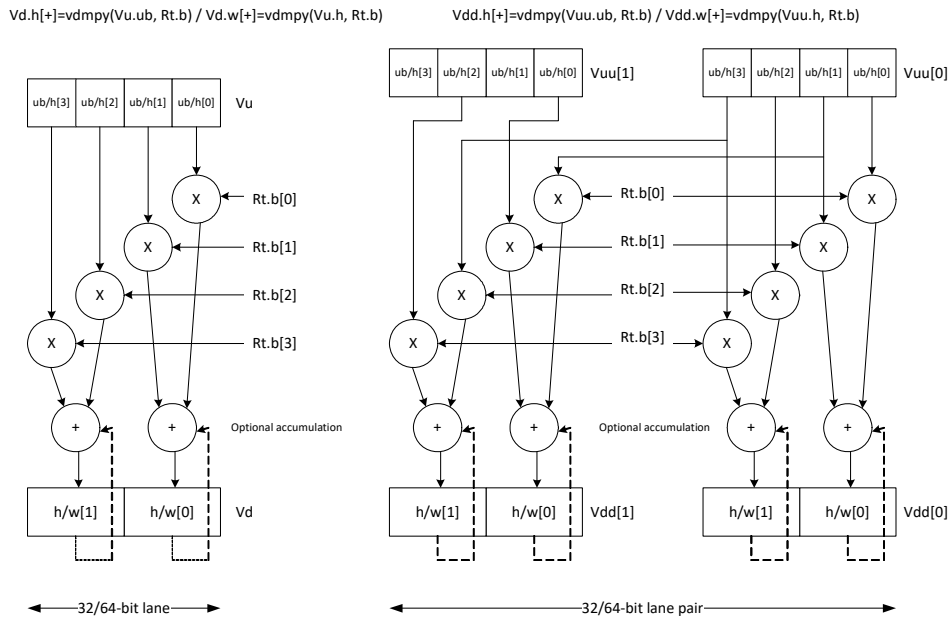 Vd.h[+]=vdmpy(Vu.ub, Rt.b) / Vd.w[+]=vdmpy(Vu.h, Rt.b)
Vdd.h[+]=vdmpy(Vuu.ub, Rt.b) / Vdd.w[+]=vdmpy(Vuu.h, Rt.b)
ub/h[3] ub/h[2] ub/h[1] ub/h[0] Vu
ub/h[3] ub/h[2] ub/h[1] ub/h[0] Vuu[1]
ub/h[3] ub/h[2] ub/h[1] ub/h[0] Vuu[0]
X Rt.b[0] X Rt.b[0] X
X Rt.b[1] X Rt.b[1] X
X Rt.b[2] X Rt.b[2] X
X Rt.b[3] X Rt.b[3] X
+ + Optional accumulation + + Optional accumulation + +
h/w[1] h/w[0] Vd
h/w[1] h/w[0] Vdd[1]
h/w[1] h/w[0] Vdd[0]
32/64-bit lane
32/64-bit lane pair